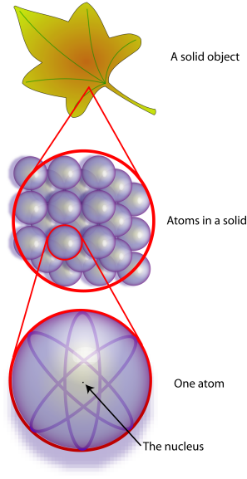 A solid object
Atoms in a solid
One atom
The nucleus